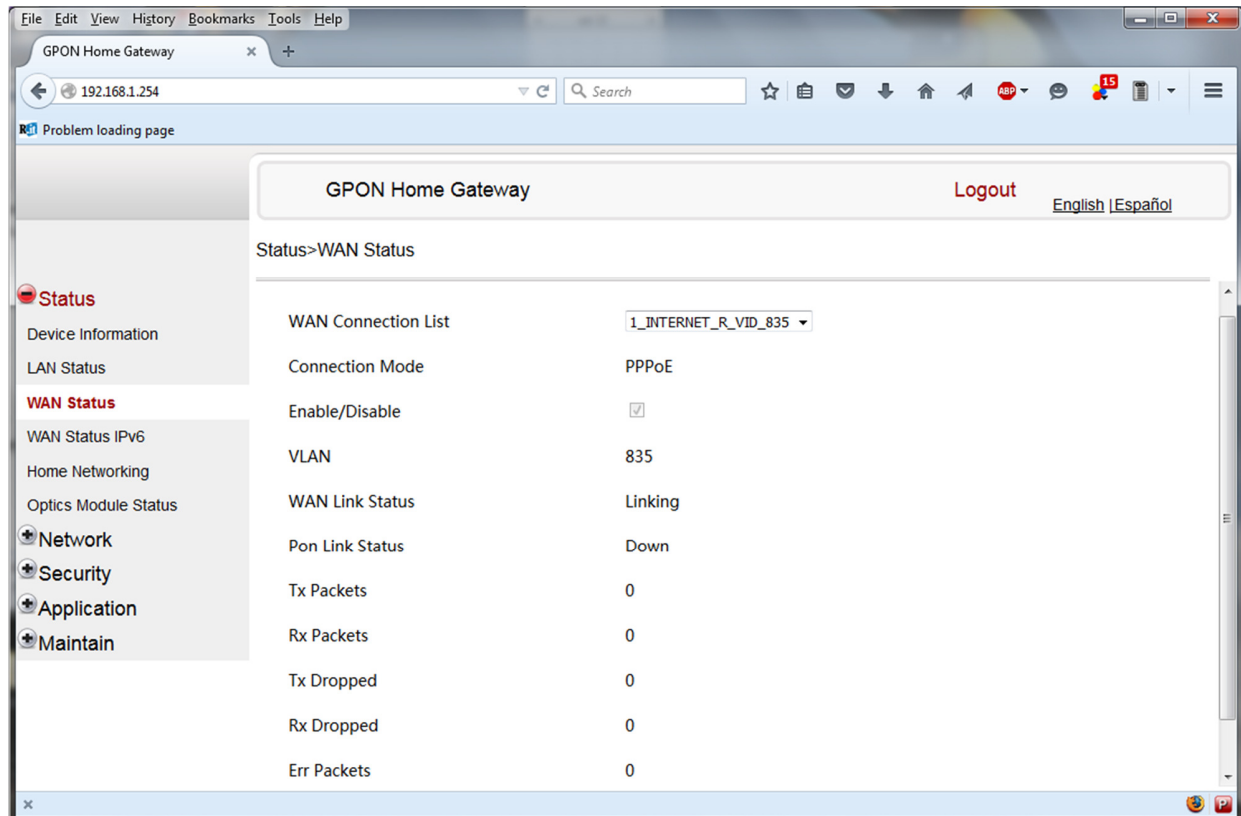 File Edit View History Bookmarks Tools Help
GPON Home Gateway
192.168.1.254
Search
ABP
15
Problem loading page
GPON Home Gateway
Logout
English | Español
Status>WAN Status
Status
Device Information
LAN Status
WAN Status
WAN Status IPv6
Home Networking
Optics Module Status
Network
Security
Application
Maintain
WAN Connection List 1_INTERNET_R_VID_835
Connection Mode PPPoE
Enable/Disable
VLAN 835
WAN Link Status Linking
Pon Link Status Down
Tx Packets 0
Rx Packets 0
Tx Dropped 0
Rx Dropped 0
Err Packets 0